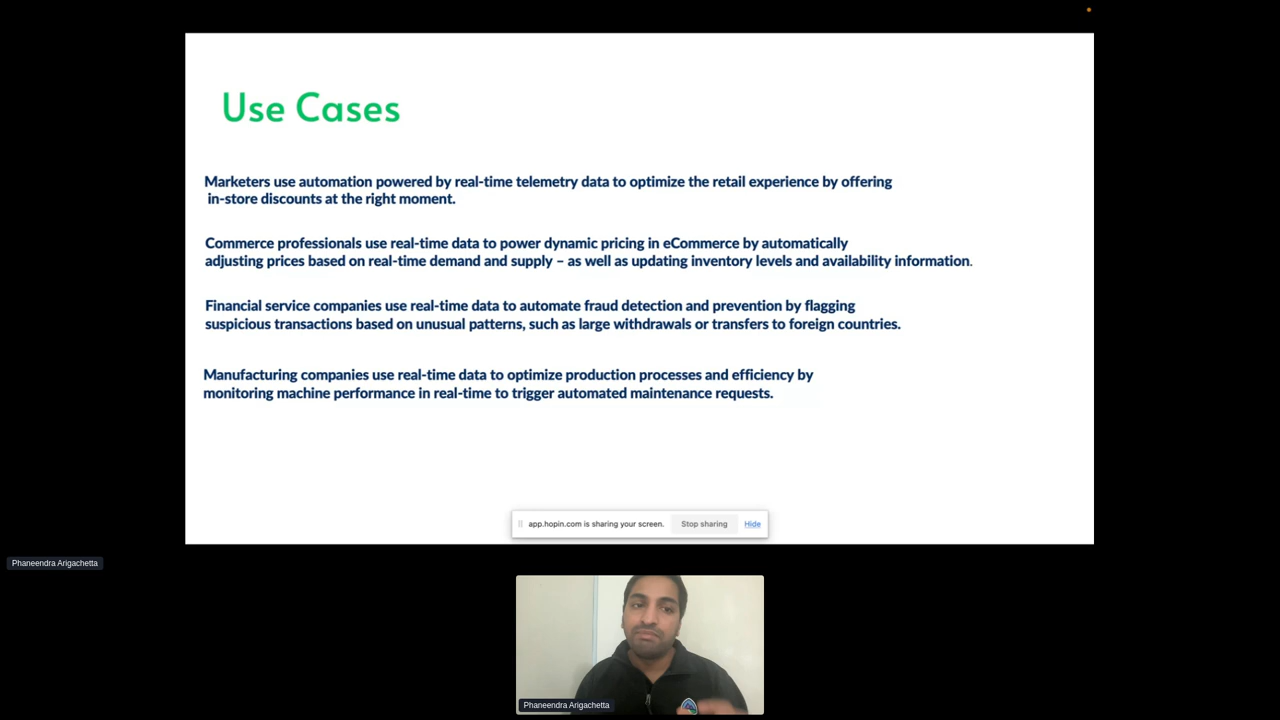 Use Cases
Marketers use automation powered by real-time telemetry data to optimize the retail experience by offering
in-store discounts at the right moment.
Commerce professionals use real-time data to power dynamic pricing in eCommerce by automatically
adjusting prices based on real-time demand and supply – as well as updating inventory levels and availability information.
Financial service companies use real-time data to automate fraud detection and prevention by flagging
suspicious transactions based on unusual patterns, such as large withdrawals or transfers to foreign countries.
Manufacturing companies use real-time data to optimize production processes and efficiency by
monitoring machine performance in real-time to trigger automated maintenance requests.
app.hopin.com is sharing your screen. Stop sharing Hide
Phaneendra Arigachetta
Phaneendra Arigachetta